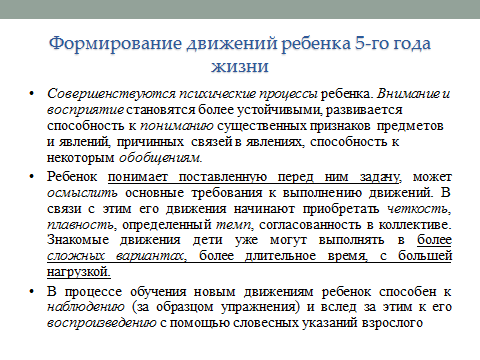 Формирование движений ребенка 5-го года
жизни
• Совершенствуются психические процессы ребенка. Внимание и
восприятие становятся более устойчивыми, развивается
способность к пониманию существенных признаков предметов
и явлений, причинных связей в явлениях, способность к
некоторым обобщениям.
• Ребенок понимает поставленную перед ним задачу, может
осмыслить основные требования к выполнению движений. В
связи с этим его движения начинают приобретать четкость,
плавность, определенный темп, согласованность в коллективе.
Знакомые движения дети уже могут выполнять в более
сложных вариантах, более длительное время, с большей
нагрузкой.
• В процессе обучения новым движениям ребенок способен к
наблюдению (за образцом упражнения) и вслед за этим к его
воспроизведению с помощью словесных указаний взрослого